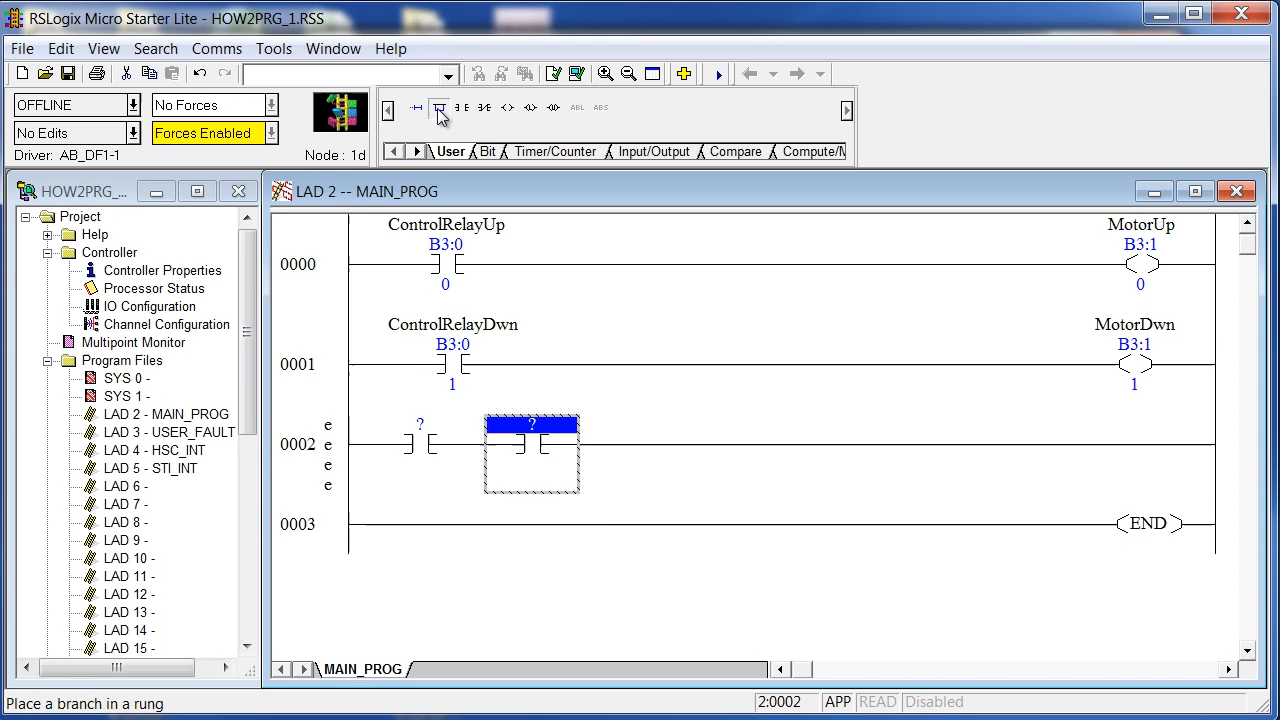 RSLogix Micro Starter Lite - HOW2PRG_1.RSS
File Edit View Search Comms Tools Window Help
OFFLINE No Forces
No Edits Forces Enabled
Driver: AB_DF1-1 Node : 1d
ABL ABS
User Bit Timer/Counter Input/Output Compare Compute/M
HOW2PRG_...
Project
Help
Controller
Controller Properties
Processor Status
IO Configuration
Channel Configuration
Multipoint Monitor
Program Files
SYS 0 -
SYS 1 -
LAD 2 - MAIN_PROG
LAD 3 - USER_FAULT
LAD 4 - HSC_INT
LAD 5 - STI_INT
LAD 6 -
LAD 7 -
LAD 8 -
LAD 9 -
LAD 10 -
LAD 11 -
LAD 12 -
LAD 13 -
LAD 14 -
LAD 15 -
LAD 2 -- MAIN_PROG
ControlRelayUp MotorUp
B3:0 B3:1
0000
0 0
ControlRelayDwn MotorDwn
B3:0 B3:1
0001
1 1
e ? ?
0002 e
e
e
0003 END
MAIN_PROG
Place a branch in a rung 2:0002 APP READ Disabled